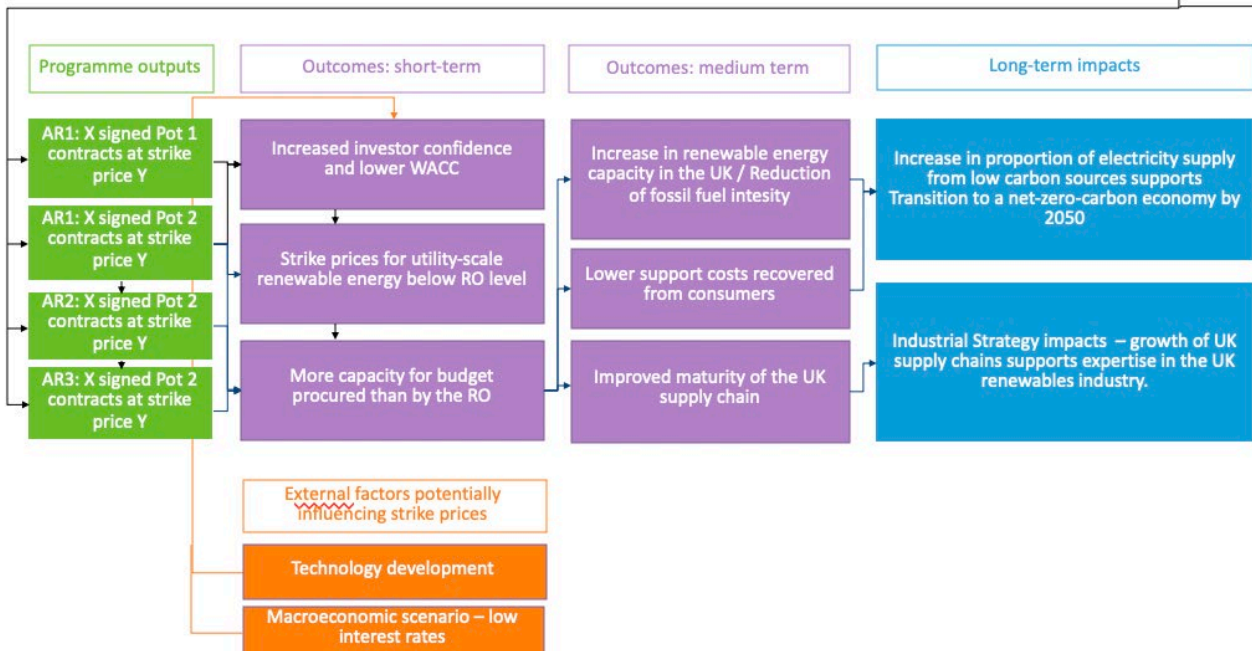 Programme outputs
Outcomes: short-term
Outcomes: medium term
Long-term impacts
AR1: X signed Pot 1
contracts at strike
price Y
AR1: X signed Pot 2
contracts at strike
price Y
AR2: X signed Pot 2
contracts at strike
price Y
AR3: X signed Pot 2
contracts at strike
price Y
Increased investor confidence
and lower WACC
Strike prices for utility-scale
renewable energy below RO level
More capacity for budget
procured than by the RO
Increase in renewable energy
capacity in the UK / Reduction
of fossil fuel intesity
Lower support costs recovered
from consumers
Improved maturity of the UK
supply chain
Increase in proportion of electricity supply
from low carbon sources supports
Transition to a net-zero-carbon economy by
2050
Industrial Strategy impacts – growth of UK
supply chains supports expertise in the UK
renewables industry.
External factors potentially
influencing strike prices
Technology development
Macroeconomic scenario – low
interest rates